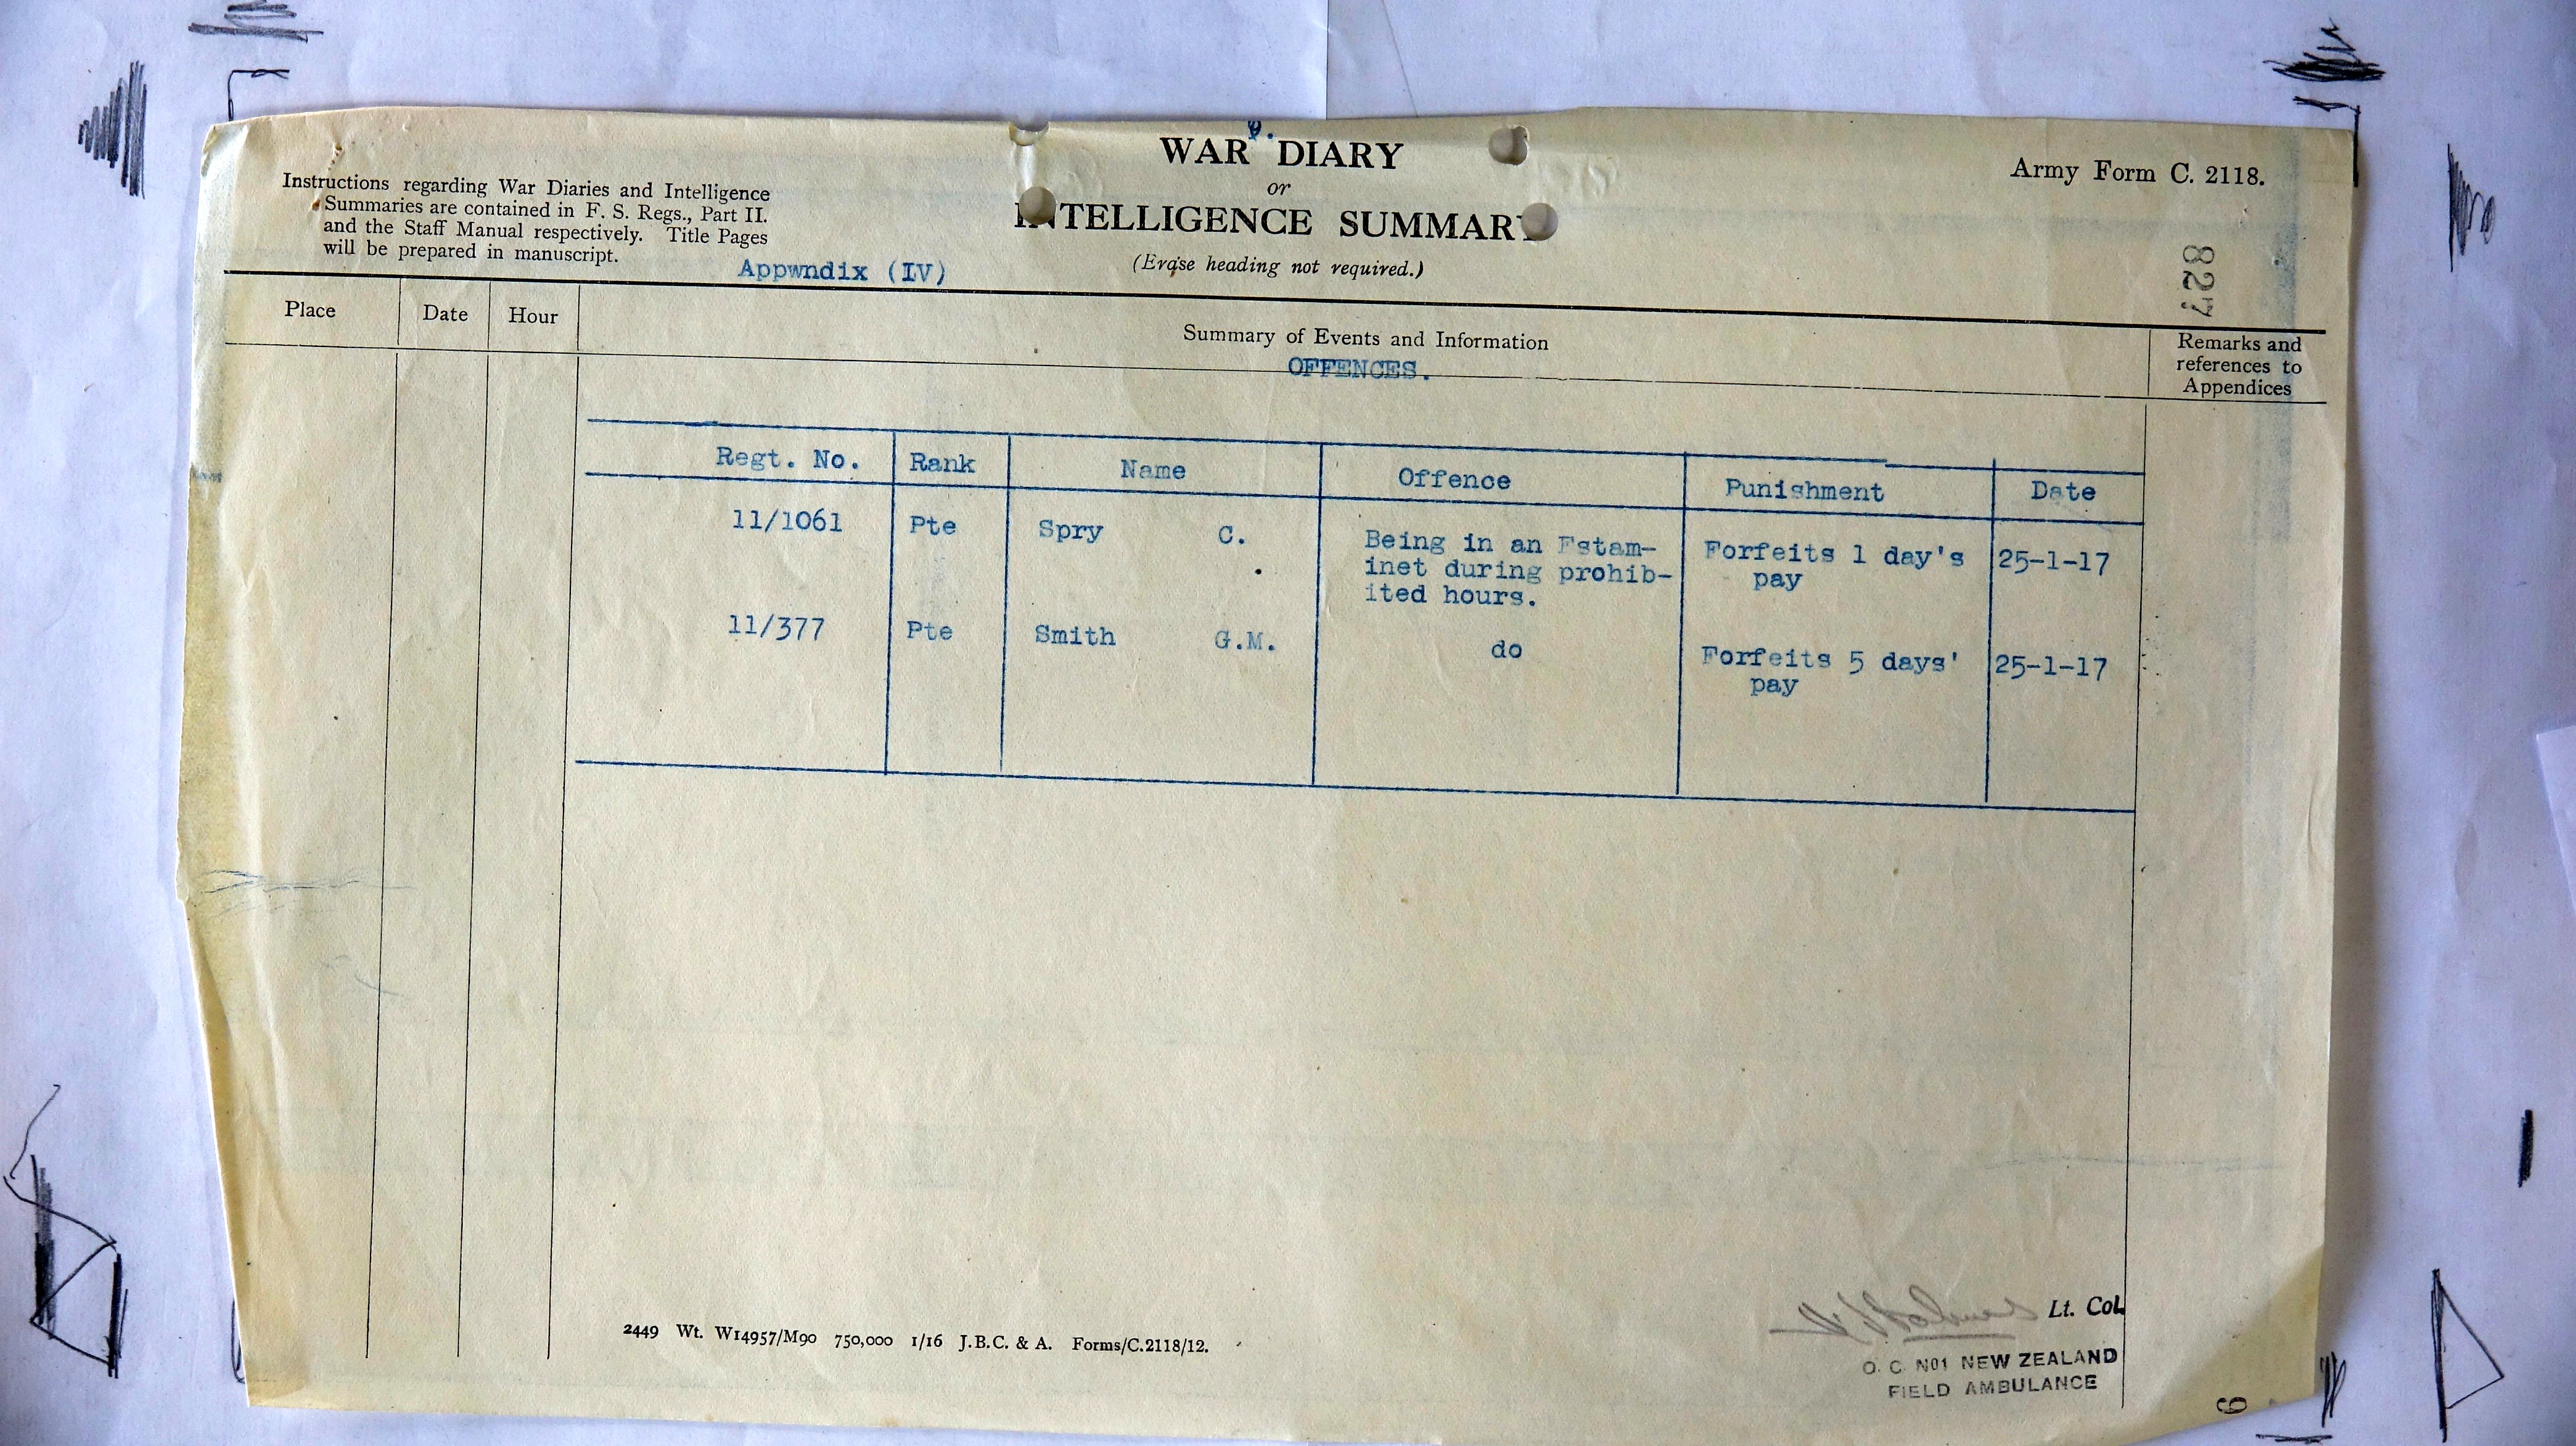 9.
WAR DIARY
or
INTELLIGENCE SUMMARY
(Erase heading not required.)
Army Form C. 2118.
Instructions regarding War Diaries and Intelligence
Summaries are contained in F. S. Regs., Part II.
and the Staff Manual respectively. Title Pages
will be prepared in manuscript.
Appwndix (IV)
827
Place Date Hour Summary of Events and Information Remarks and
references to
Appendices
OFFENCES.
Regt. No. Rank Name Offence Punishment Date
11/1061 Pte Spry C. Being in an Estam- Forfeits 1 day's 25-1-17
inet during prohib- pay
ited hours.
11/377 Pte Smith G.M. do Forfeits 5 days' 25-1-17
pay
2449 Wt. W14957/M90 750,000 1/16 J.B.C. & A. Forms/C.2118/12.
Lt. Col.
O. C. No1 NEW ZEALAND
FIELD AMBULANCE
9